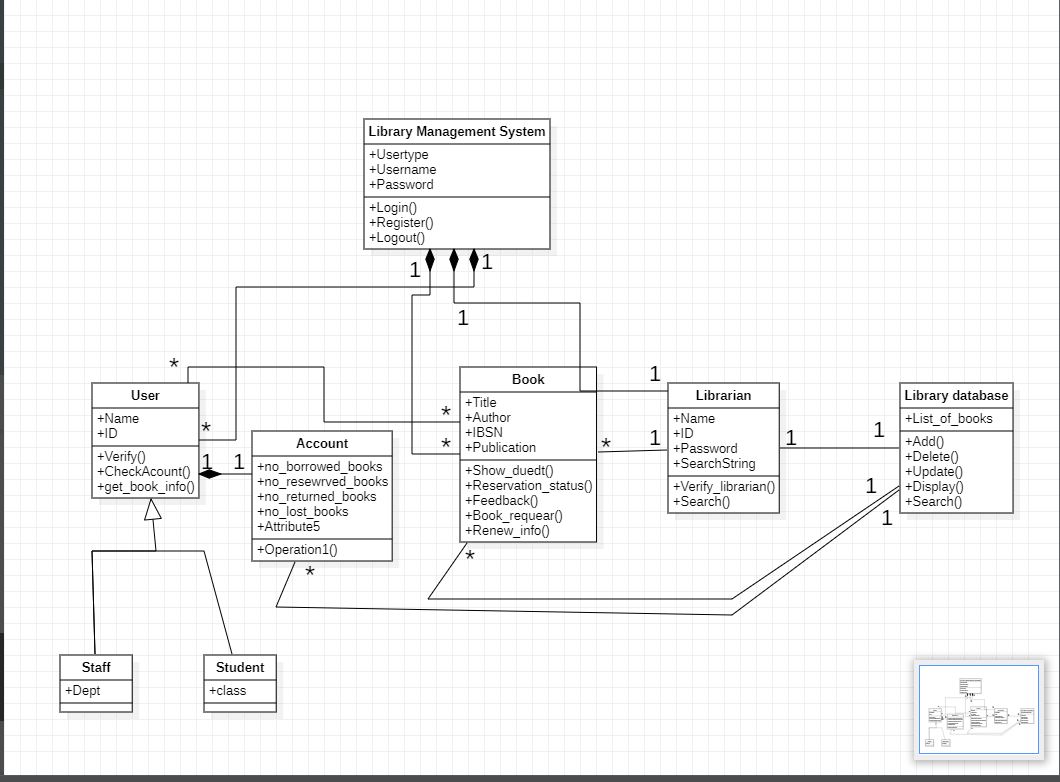 Library Management System
+Usertype
+Username
+Password
+Login()
+Register()
+Logout()
1
1
1
*
User
+Name
+ID
+Verify()
+CheckAcount()
+get_book_info()
*
1
1
Account
+no_borrowed_books
+no_resewrved_books
+no_returned_books
+no_lost_books
+Attribute5
+Operation1()
*
*
*
Book
+Title
+Author
+IBSN
+Publication
+Show_duedt()
+Reservation_status()
+Feedback()
+Book_requear()
+Renew_info()
*
*
1
1
Librarian
+Name
+ID
+Password
+SearchString
+Verify_librarian()
+Search()
1
1
Library database
+List_of_books
+Add()
+Delete()
+Update()
+Display()
+Search()
1
1
Staff
+Dept
Student
+class